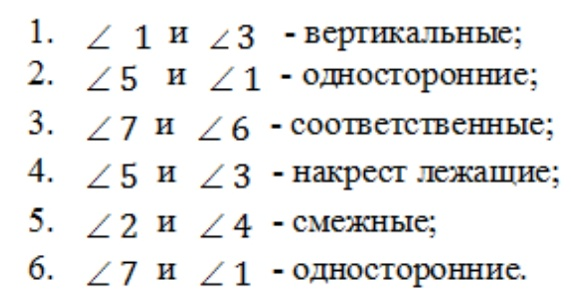 1. ∠ 1 и ∠3 - вертикальные;
2. ∠5 и ∠1 - односторонние;
3. ∠7 и ∠6 - соответственные;
4. ∠5 и ∠3 - накрест лежащие;
5. ∠2 и ∠4 - смежные;
6. ∠7 и ∠1 - односторонние.